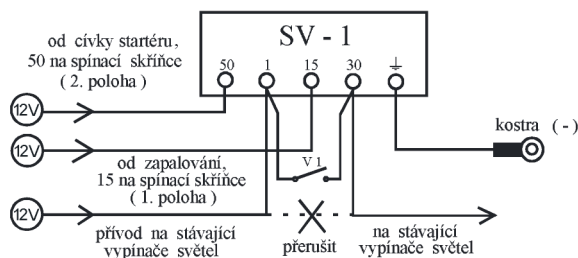 SV - 1
50 1 15 30
od cívky startéru,
50 na spínací skříňce
( 2. poloha )
12V
12V
od zapalování,
15 na spínací skříňce
( 1. poloha )
V 1
kostra (-)
12V
přívod na stávající
vypínače světel
přerušit
na stávající
vypínače světel